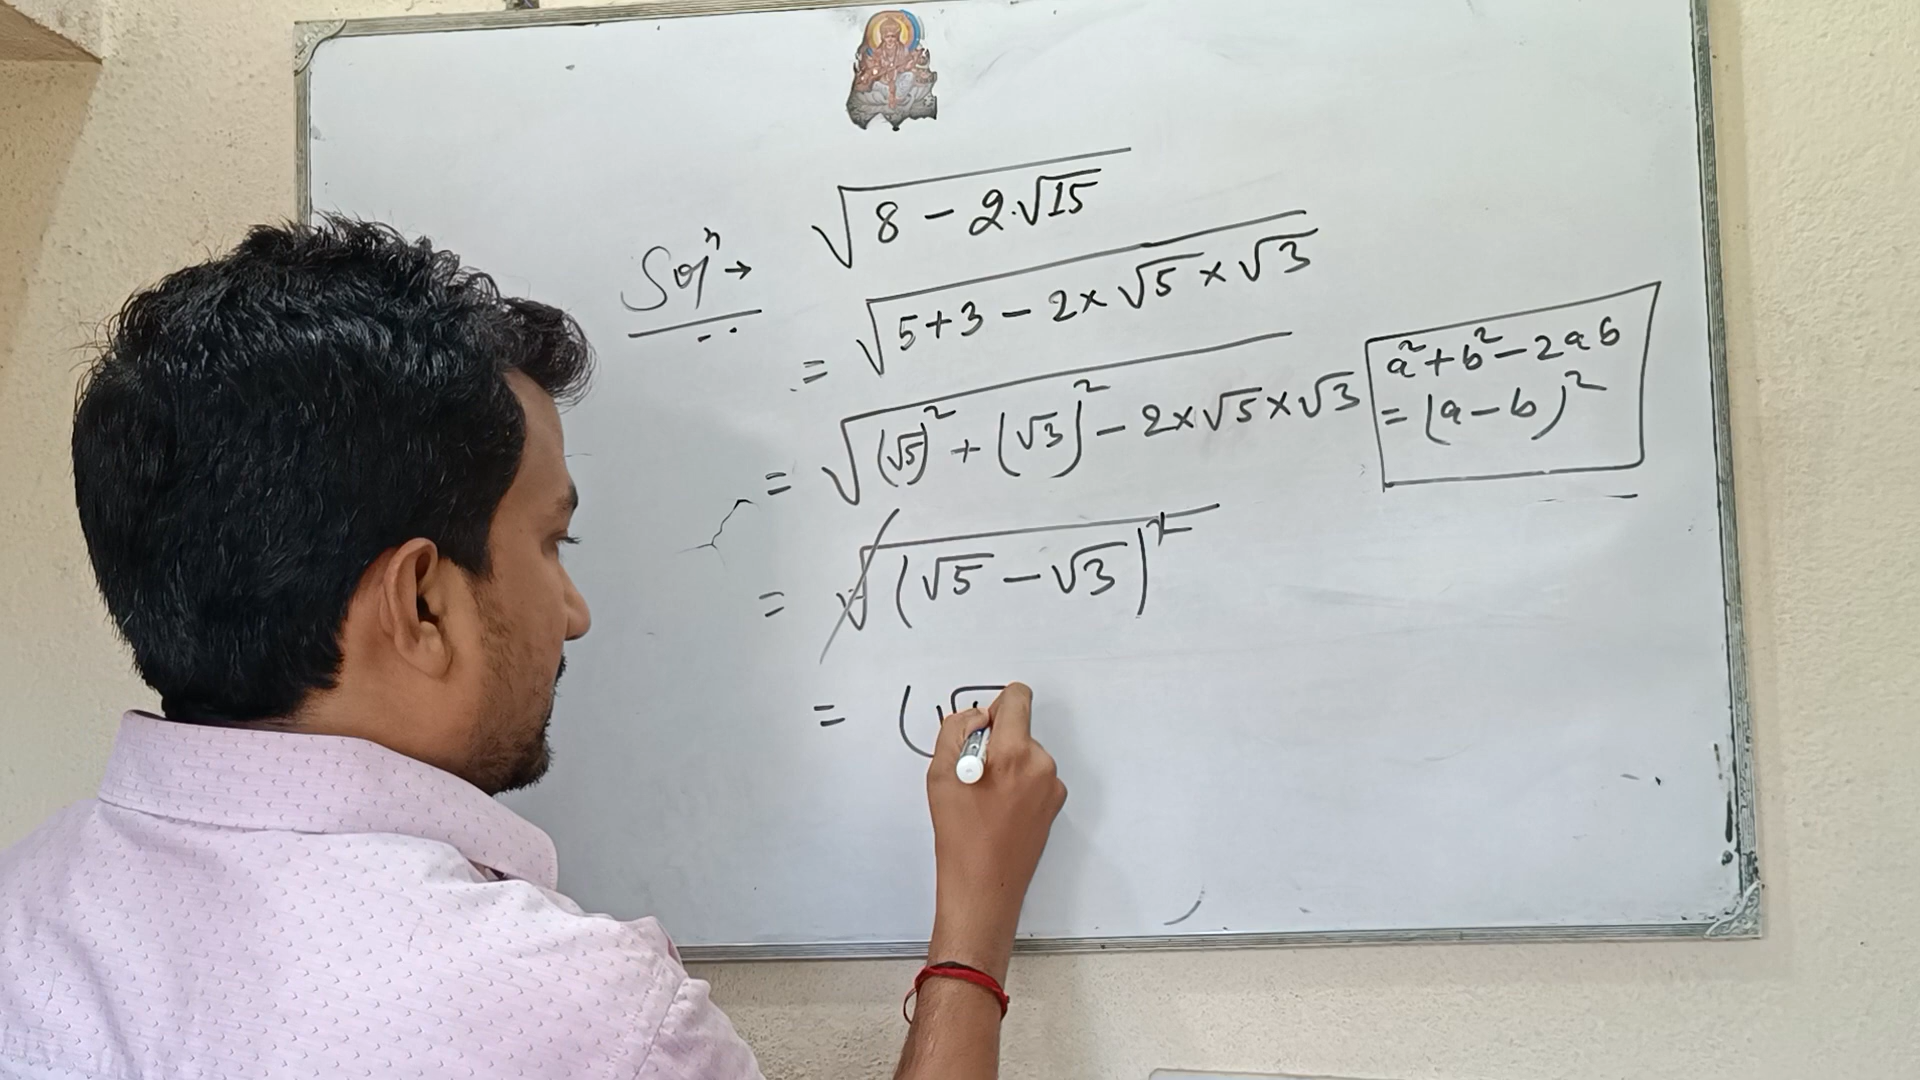 √(8 - 2·√15)
Solⁿ →
= √(5+3 - 2×√5×√3)
= √((√5)² + (√3)² - 2×√5×√3)
a²+b²-2ab
= (a-b)²
= √((√5 - √3)²)
= (√